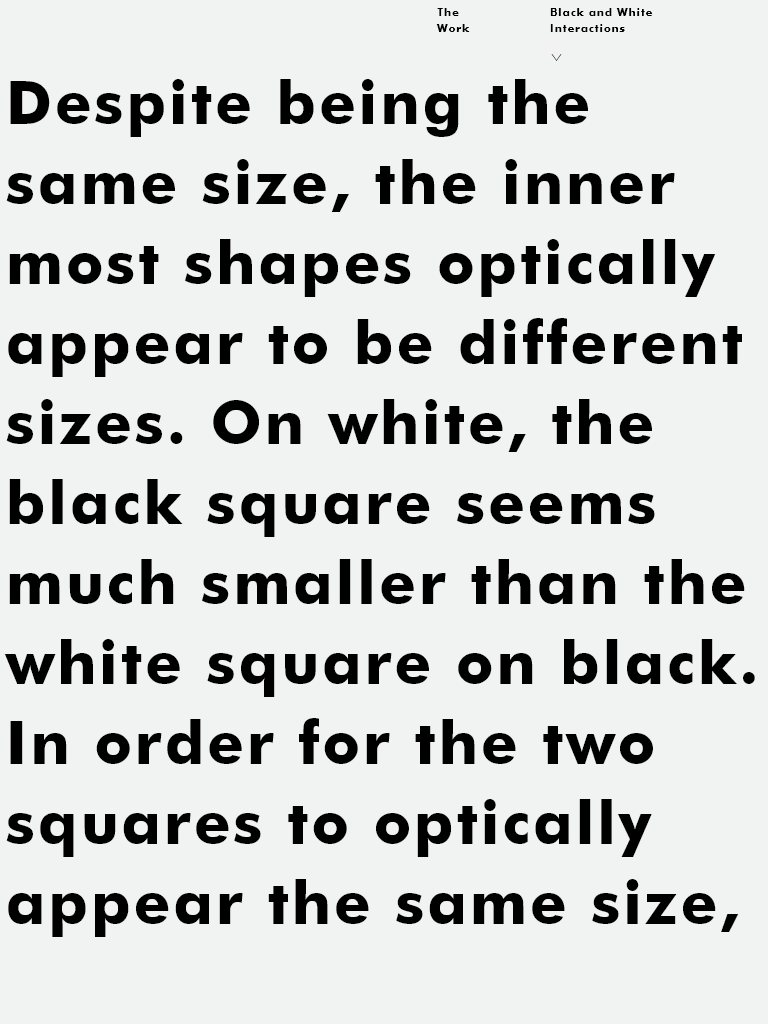 The
Work
Black and White
Interactions
Despite being the
same size, the inner
most shapes optically
appear to be different
sizes. On white, the
black square seems
much smaller than the
white square on black.
In order for the two
squares to optically
appear the same size,